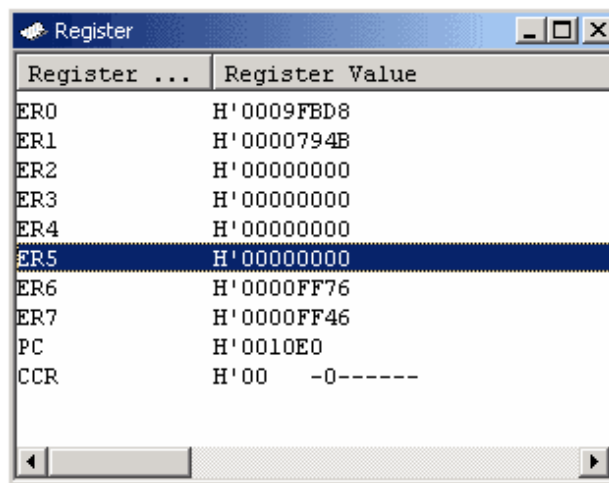 Register
Register ... Register Value
ER0 H'0009FBD8
ER1 H'0000794B
ER2 H'00000000
ER3 H'00000000
ER4 H'00000000
ER5 H'00000000
ER6 H'0000FF76
ER7 H'0000FF46
PC H'0010E0
CCR H'00 -0------